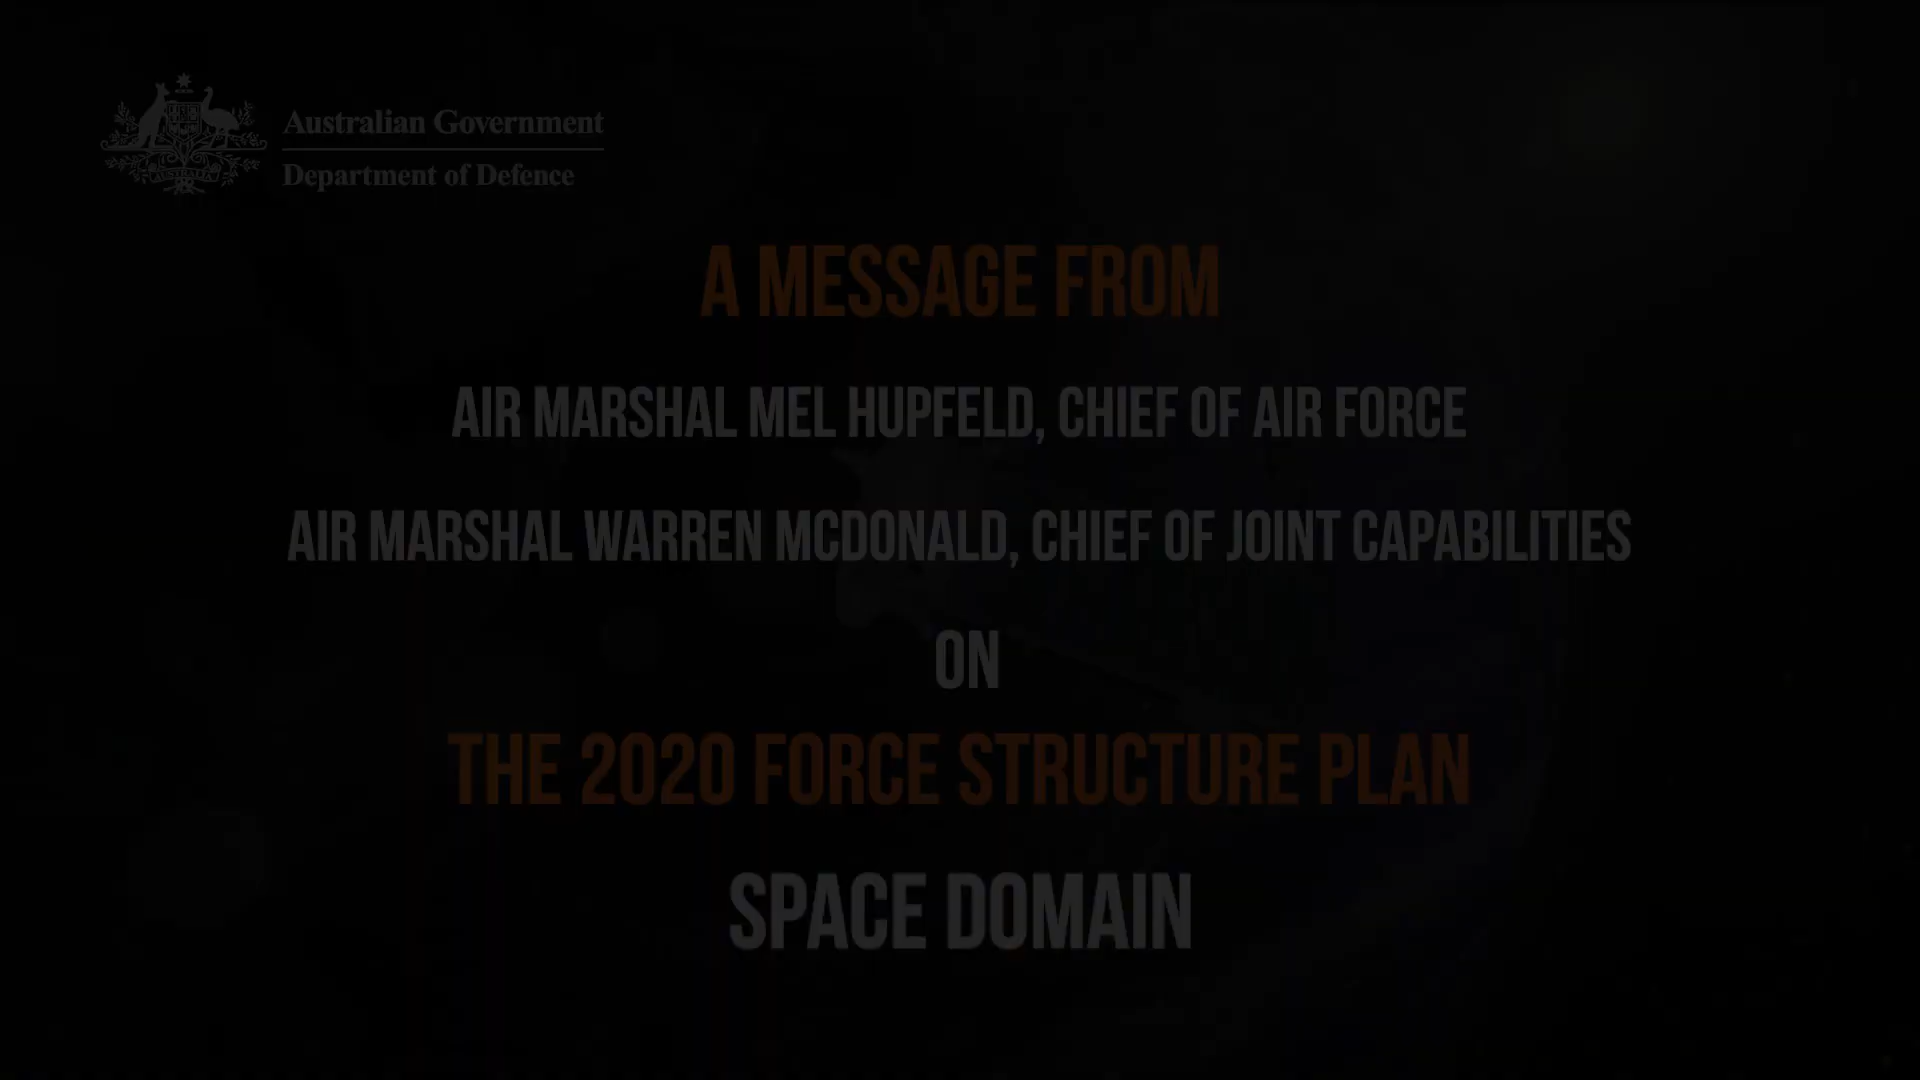 Australian Government
Department of Defence
AUSTRALIA
A MESSAGE FROM
AIR MARSHAL MEL HUPFELD, CHIEF OF AIR FORCE
AIR MARSHAL WARREN MCDONALD, CHIEF OF JOINT CAPABILITIES
ON
THE 2020 FORCE STRUCTURE PLAN
SPACE DOMAIN